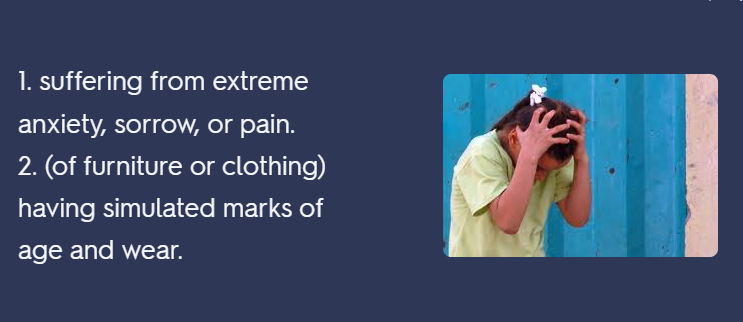 1. suffering from extreme
anxiety, sorrow, or pain.
2. (of furniture or clothing)
having simulated marks of
age and wear.